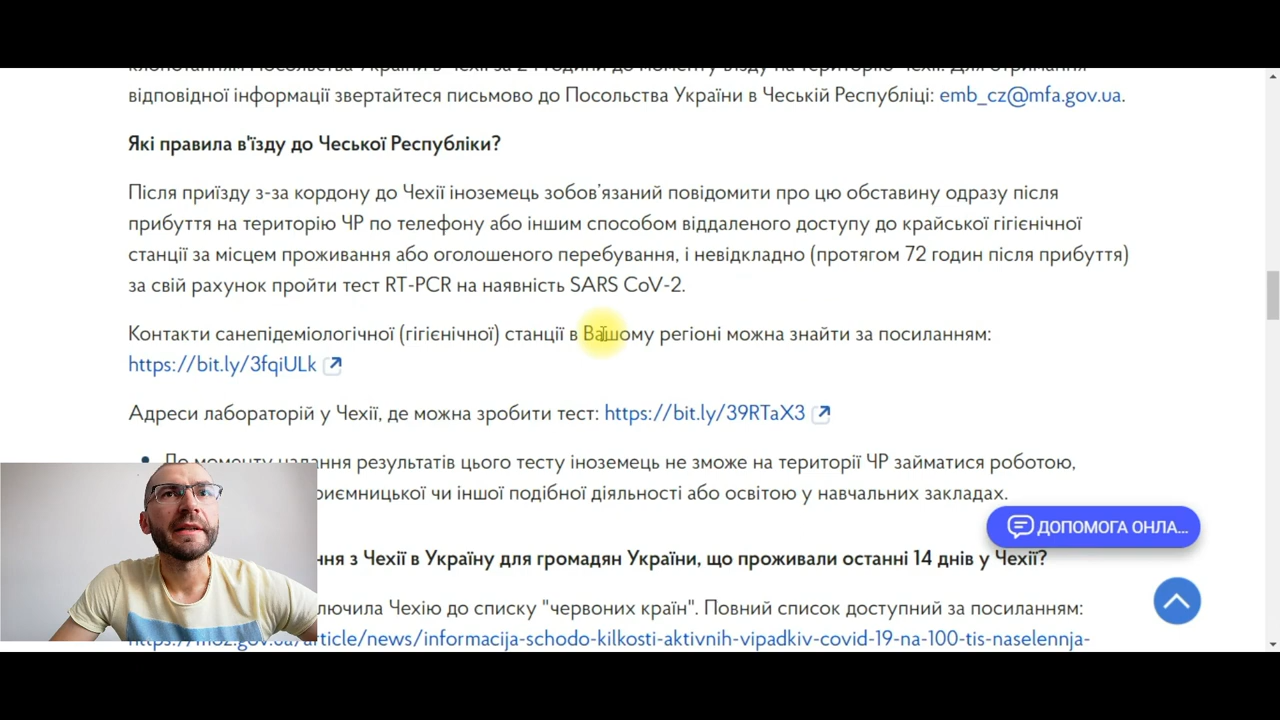 відповідної інформації звертайтеся письмово до Посольства України в Чеській Республіці: emb_cz@mfa.gov.ua.
Які правила в'їзду до Чеської Республіки?
Після приїзду з-за кордону до Чехії іноземець зобов’язаний повідомити про цю обставину одразу після
прибуття на територію ЧР по телефону або іншим способом віддаленого доступу до крайської гігієнічної
станції за місцем проживання або оголошеного перебування, і невідкладно (протягом 72 годин після прибуття)
за свій рахунок пройти тест RT-PCR на наявність SARS CoV-2.
Контакти санепідеміологічної (гігієнічної) станції в Вашому регіоні можна знайти за посиланням:
https://bit.ly/3fqiULk
Адреси лабораторій у Чехії, де можна зробити тест: https://bit.ly/39RTaX3
• До моменту надання результатів цього тесту іноземець не зможе на території ЧР займатися роботою,
чи іншої подібної діяльності або освітою у навчальних закладах.
ДОПОМОГА ОНЛА...
з Чехії в Україну для громадян України, що проживали останні 14 днів у Чехії?
Чехію до списку "червоних країн". Повний список доступний за посиланням:
https://moz.gov.ua/article/news/informacija-schodo-kilkosti-aktivnih-vipadkiv-covid-19-na-100-tis-naselennja-